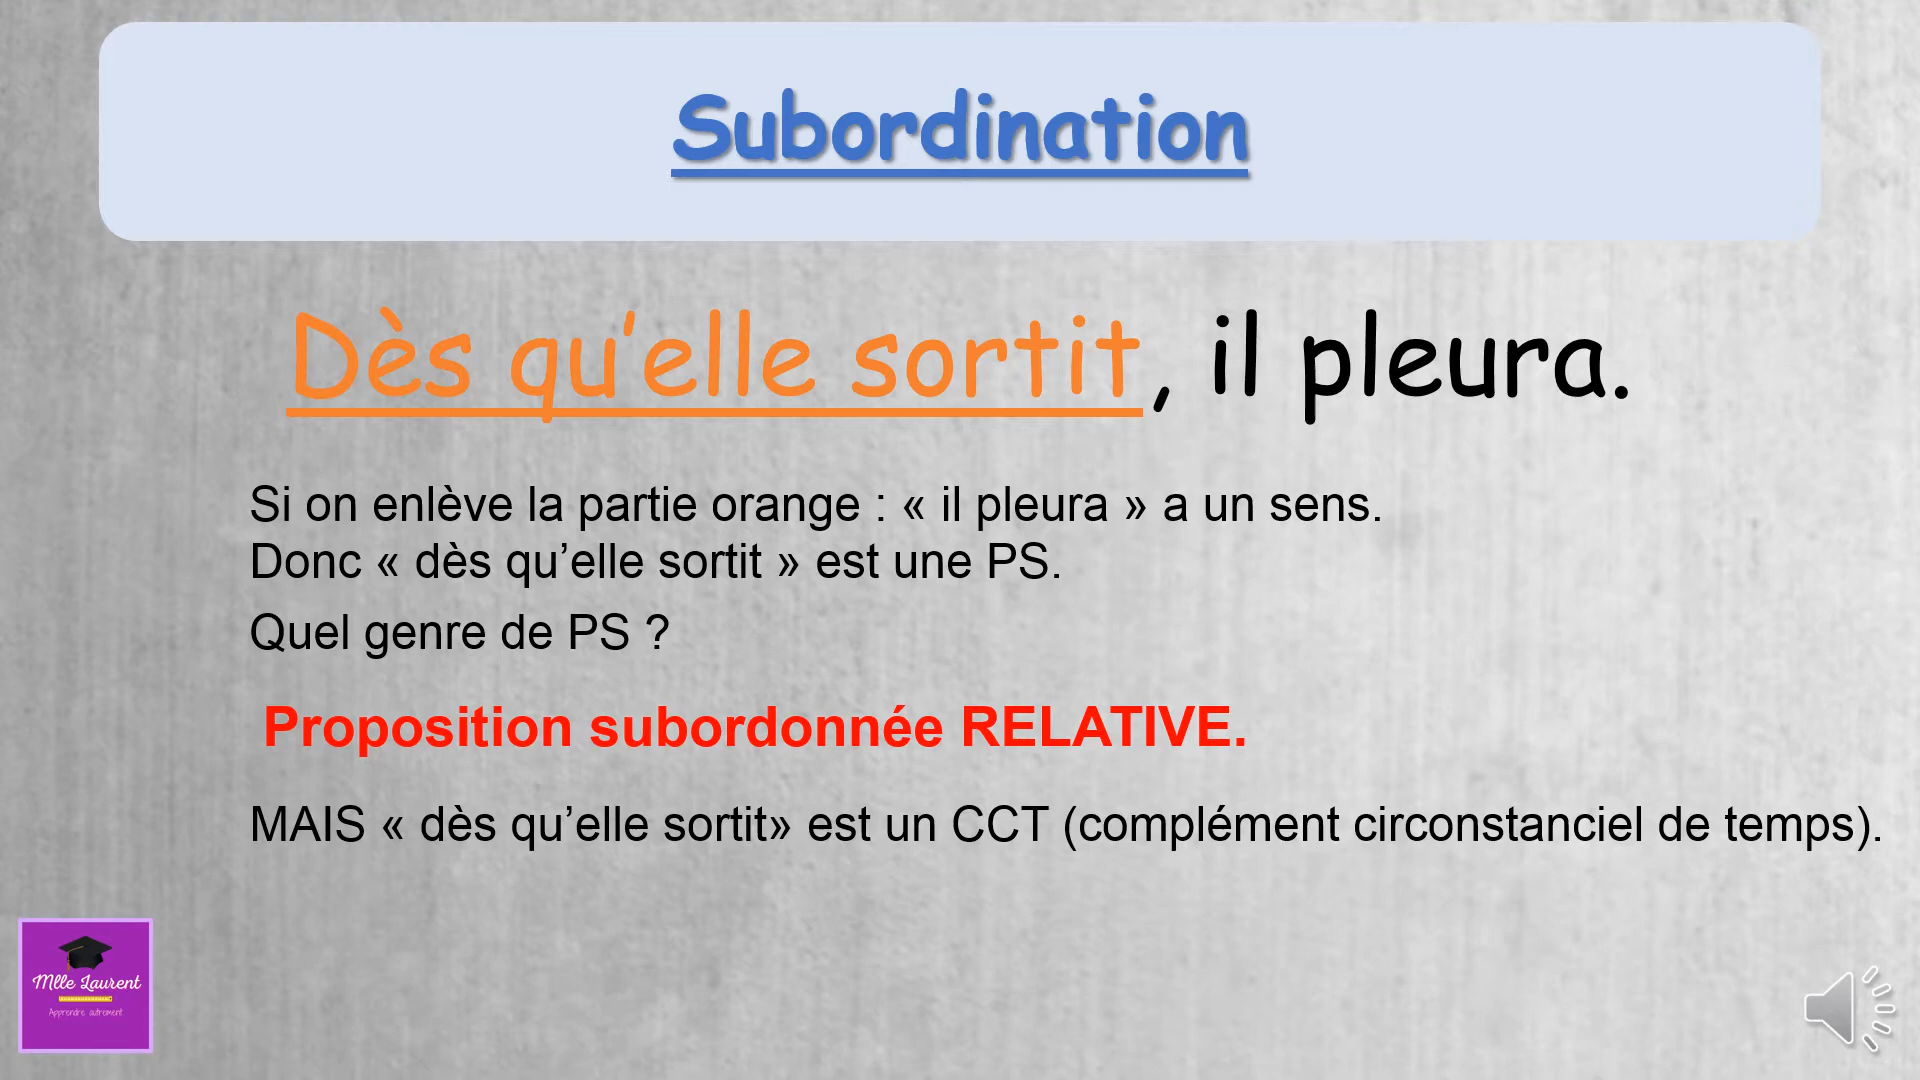 Subordination
Dès qu’elle sortit, il pleura.
Si on enlève la partie orange : « il pleura » a un sens.
Donc « dès qu’elle sortit » est une PS.
Quel genre de PS ?
Proposition subordonnée RELATIVE.
MAIS « dès qu’elle sortit» est un CCT (complément circonstanciel de temps).
Mlle Laurent
Apprendre autrement